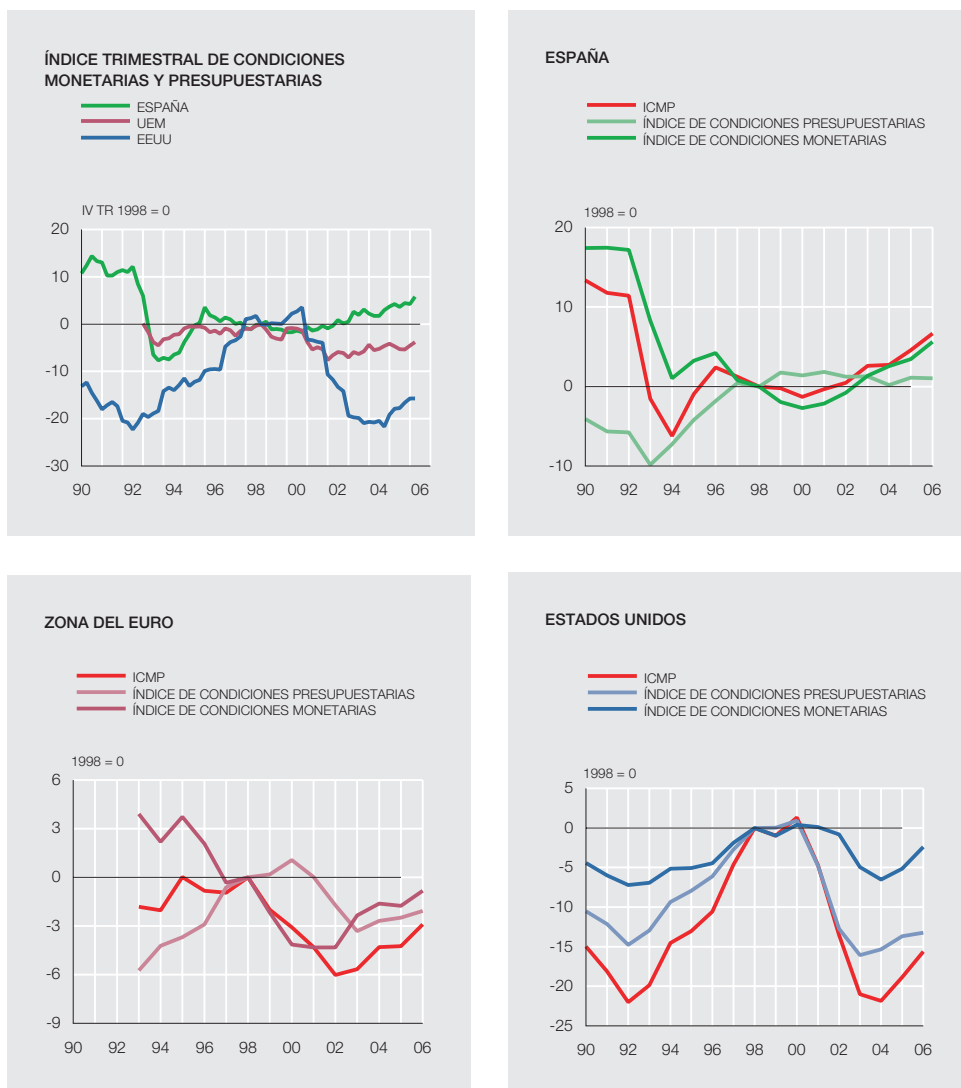 ÍNDICE TRIMESTRAL DE CONDICIONES
MONETARIAS Y PRESUPUESTARIAS
ESPAÑA
UEM
EEUU
IV TR 1998 = 0
20
10
0
-10
-20
-30
90 92 94 96 98 00 02 04 06
ESPAÑA
ICMP
ÍNDICE DE CONDICIONES PRESUPUESTARIAS
ÍNDICE DE CONDICIONES MONETARIAS
1998 = 0
20
10
0
-10
90 92 94 96 98 00 02 04 06
ZONA DEL EURO
ICMP
ÍNDICE DE CONDICIONES PRESUPUESTARIAS
ÍNDICE DE CONDICIONES MONETARIAS
1998 = 0
6
3
0
-3
-6
-9
90 92 94 96 98 00 02 04 06
ESTADOS UNIDOS
ICMP
ÍNDICE DE CONDICIONES PRESUPUESTARIAS
ÍNDICE DE CONDICIONES MONETARIAS
1998 = 0
5
0
-5
-10
-15
-20
-25
90 92 94 96 98 00 02 04 06